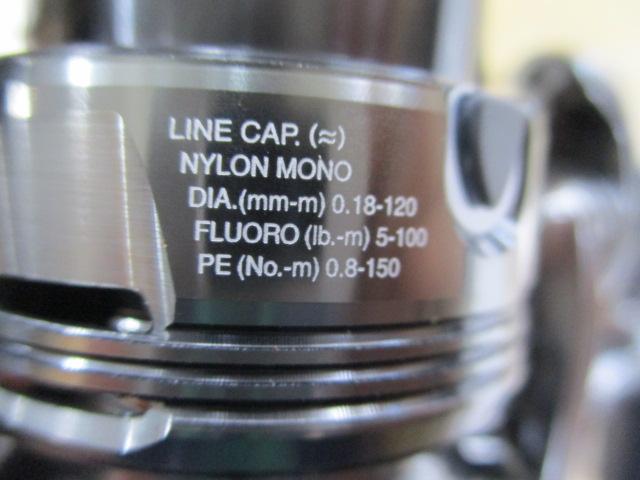 LINE CAP. (≈)
NYLON MONO
DIA.(mm-m) 0.18-120
FLUORO (lb.-m) 5-100
PE (No.-m) 0.8-150